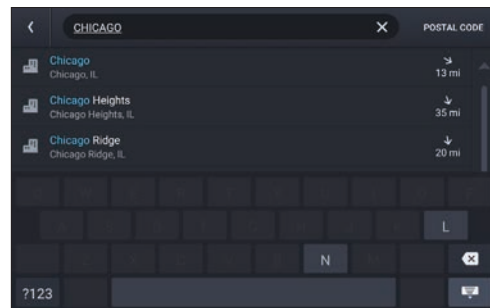 CHICAGO
POSTAL CODE
Chicago
Chicago, IL
13 mi
Chicago Heights
Chicago Heights, IL
35 mi
Chicago Ridge
Chicago Ridge, IL
20 mi
L
N
?123